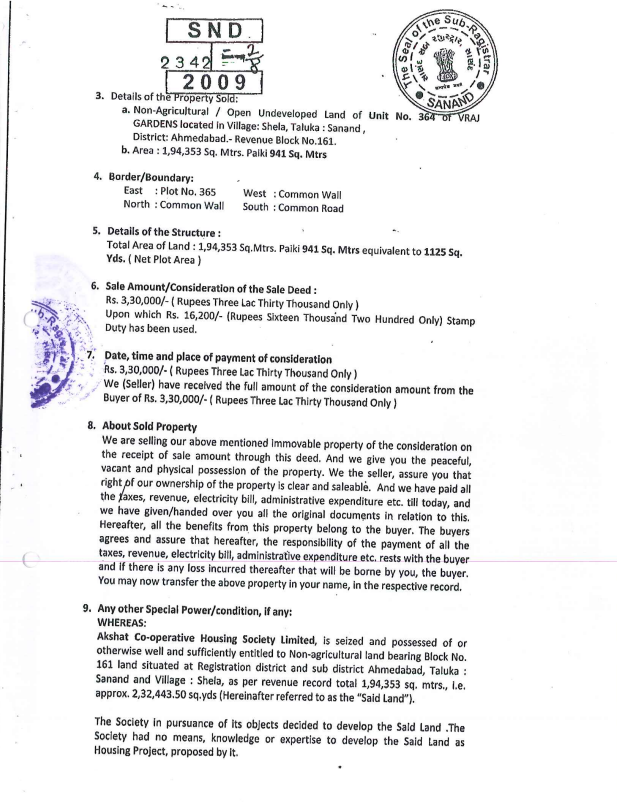 SND
2342
2
8
2009
The Seal of the Sub-Ragistrar
SANAND
3. Details of the Property Sold:
a. Non-Agricultural / Open Undeveloped Land of Unit No. 364 of VRAJ
GARDENS located in Village: Shela, Taluka : Sanand ,
District: Ahmedabad.- Revenue Block No.161.
b. Area : 1,94,353 Sq. Mtrs. Paiki 941 Sq. Mtrs
4. Border/Boundary:
East : Plot No. 365 West : Common Wall
North : Common Wall South : Common Road
5. Details of the Structure :
Total Area of Land : 1,94,353 Sq.Mtrs. Paiki 941 Sq. Mtrs equivalent to 1125 Sq.
Yds. ( Net Plot Area )
6. Sale Amount/Consideration of the Sale Deed :
Rs. 3,30,000/- ( Rupees Three Lac Thirty Thousand Only )
Upon which Rs. 16,200/- (Rupees Sixteen Thousand Two Hundred Only) Stamp
Duty has been used.
7. Date, time and place of payment of consideration
Rs. 3,30,000/- ( Rupees Three Lac Thirty Thousand Only )
We (Seller) have received the full amount of the consideration amount from the
Buyer of Rs. 3,30,000/- ( Rupees Three Lac Thirty Thousand Only )
8. About Sold Property
We are selling our above mentioned immovable property of the consideration on
the receipt of sale amount through this deed. And we give you the peaceful,
vacant and physical possession of the property. We the seller, assure you that
right of our ownership of the property is clear and saleable. And we have paid all
the taxes, revenue, electricity bill, administrative expenditure etc. till today, and
we have given/handed over you all the original documents in relation to this.
Hereafter, all the benefits from this property belong to the buyer. The buyers
agrees and assure that hereafter, the responsibility of the payment of all the
taxes, revenue, electricity bill, administrative expenditure etc. rests with the buyer
and if there is any loss incurred thereafter that will be borne by you, the buyer.
You may now transfer the above property in your name, in the respective record.
9. Any other Special Power/condition, if any:
WHEREAS:
Akshat Co-operative Housing Society Limited, is seized and possessed of or
otherwise well and sufficiently entitled to Non-agricultural land bearing Block No.
161 land situated at Registration district and sub district Ahmedabad, Taluka :
Sanand and Village : Shela, as per revenue record total 1,94,353 sq. mtrs., i.e.
approx. 2,32,443.50 sq.yds (Hereinafter referred to as the "Said Land").
The Society in pursuance of its objects decided to develop the Said Land .The
Society had no means, knowledge or expertise to develop the Said Land as
Housing Project, proposed by it.